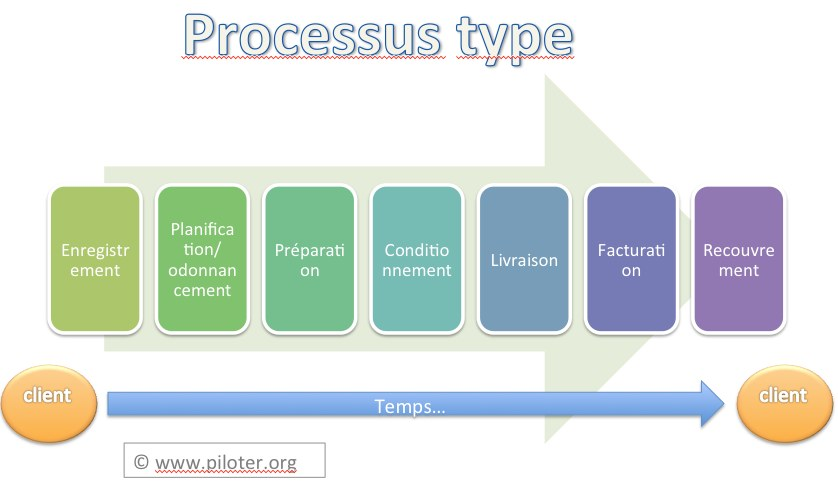 Processus type
Enregistr
ement
Planifica
tion/
odonnan
cement
Préparati
on
Conditio
nnement
Livraison
Facturati
on
Recouvre
ment
client
Temps...
client
© www.piloter.org